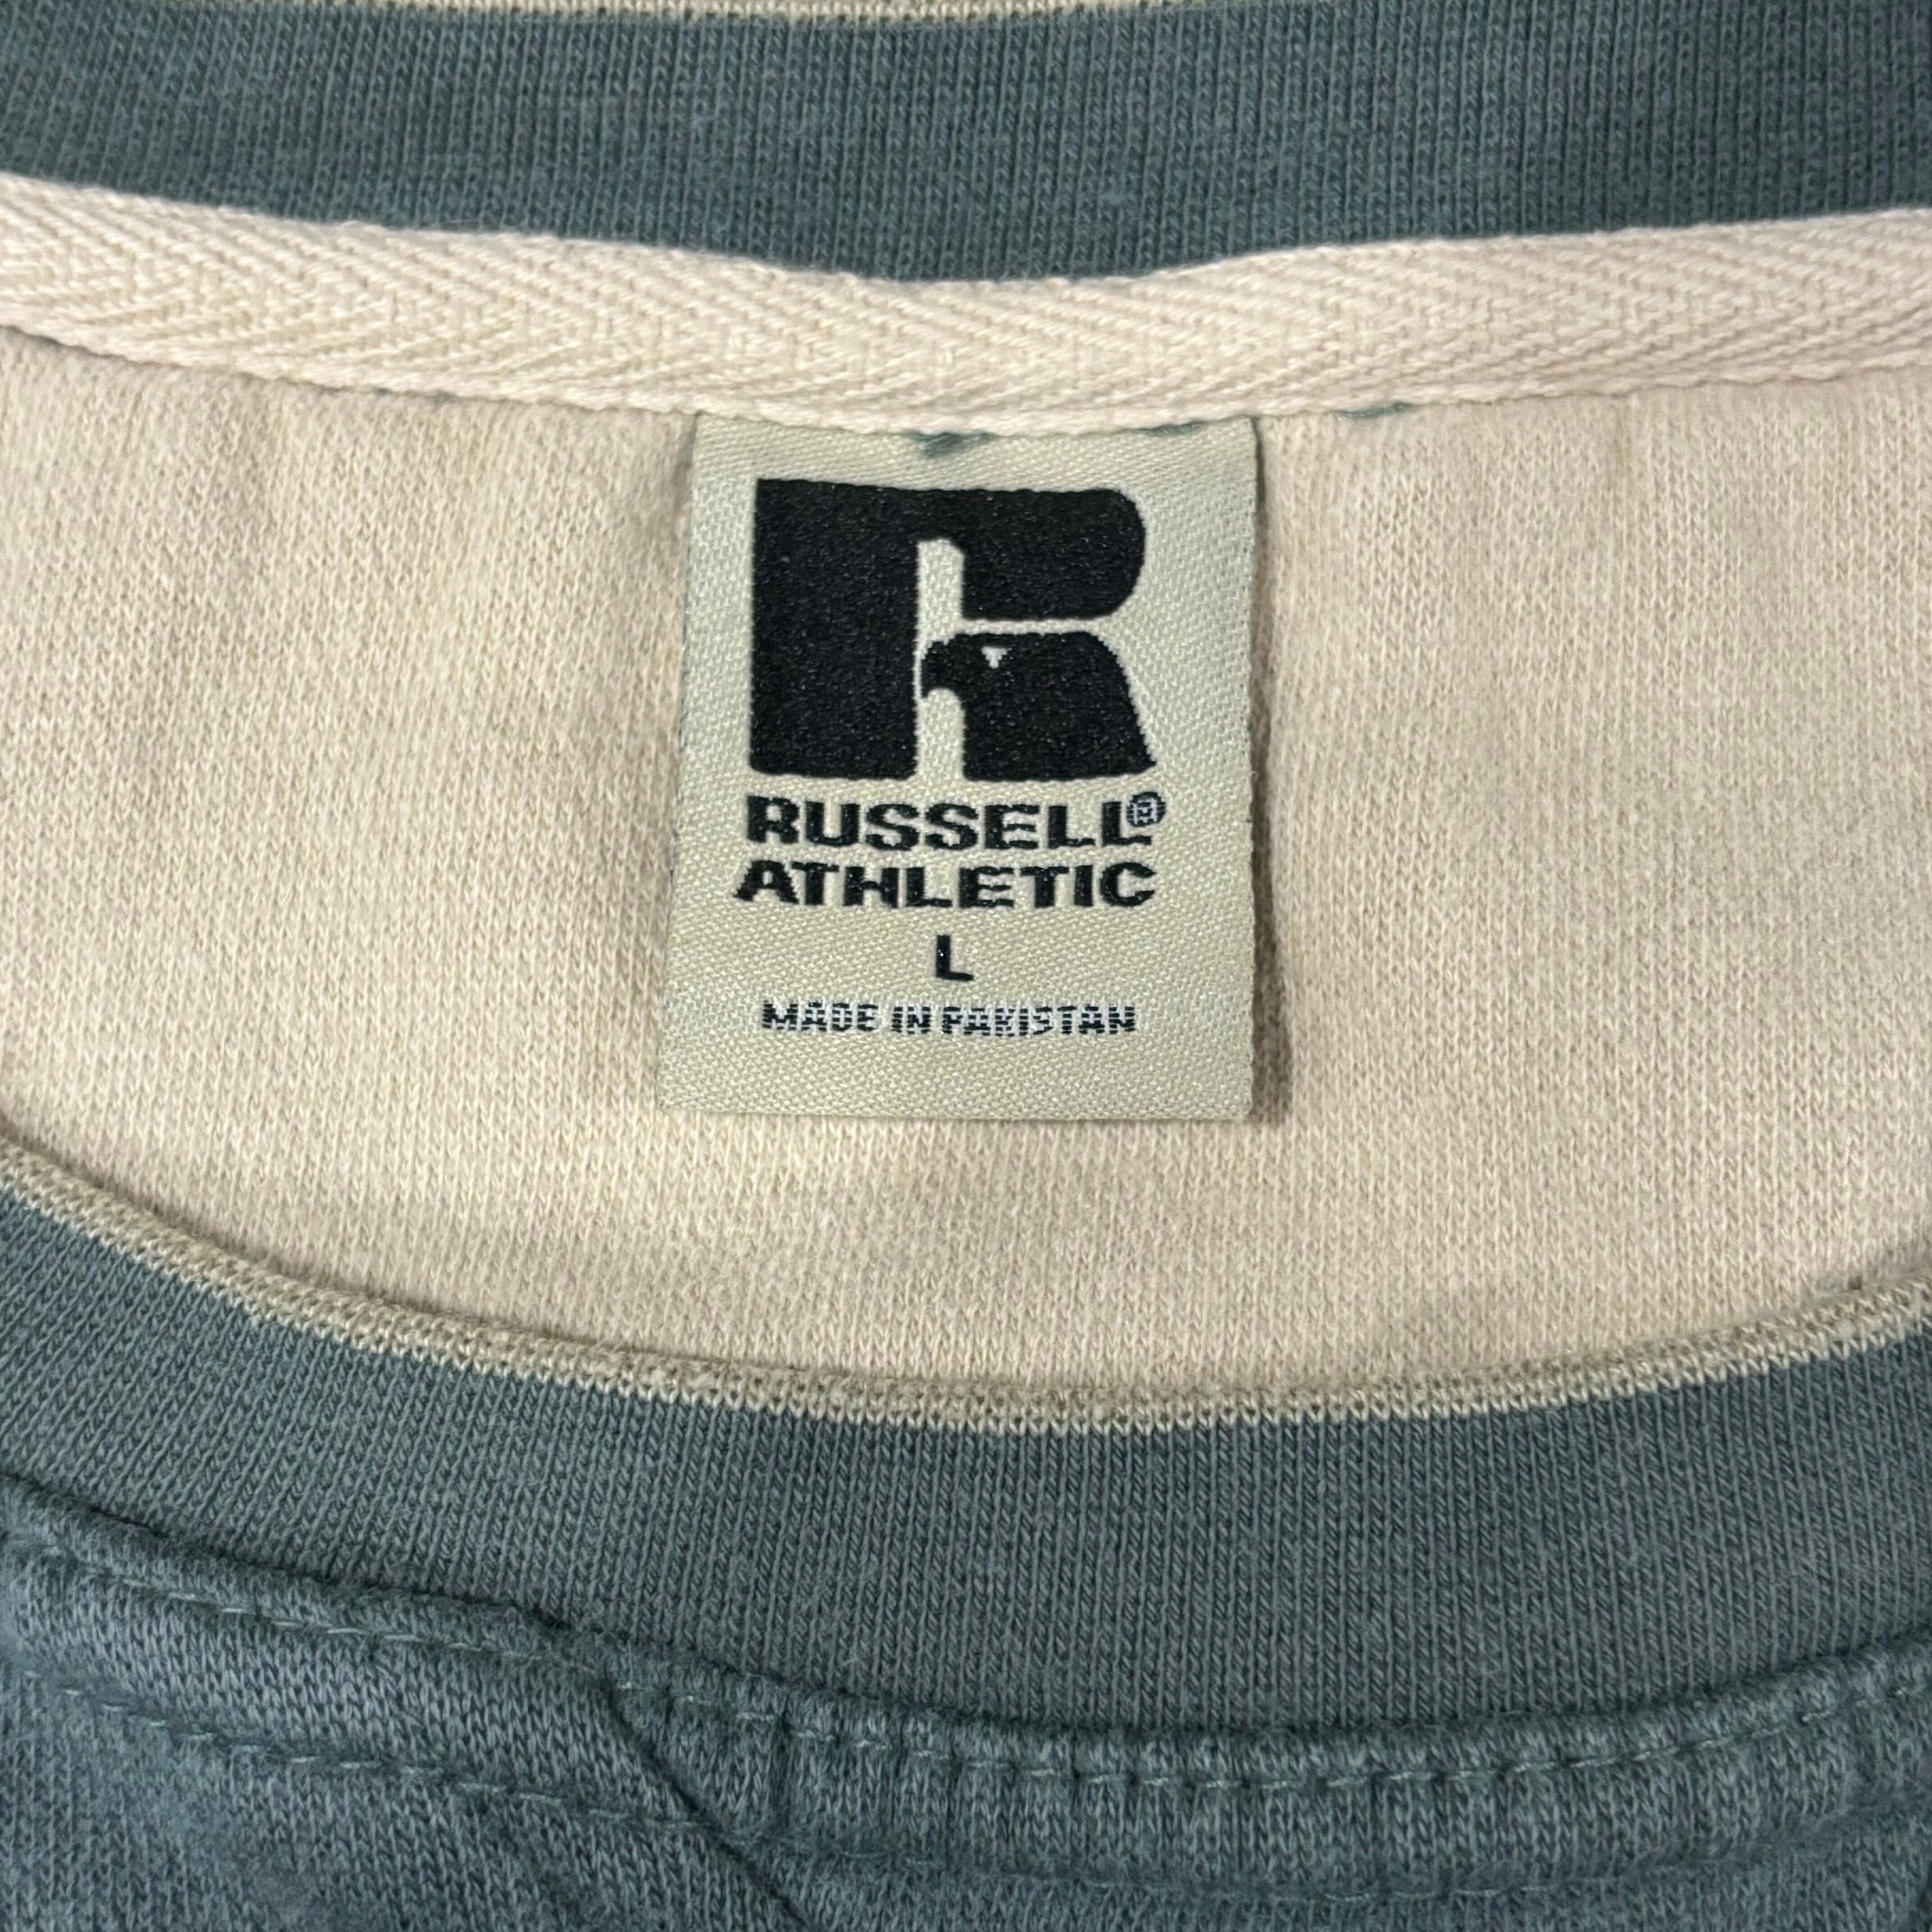 RUSSELL®
ATHLETIC
L
MADE IN PAKISTAN